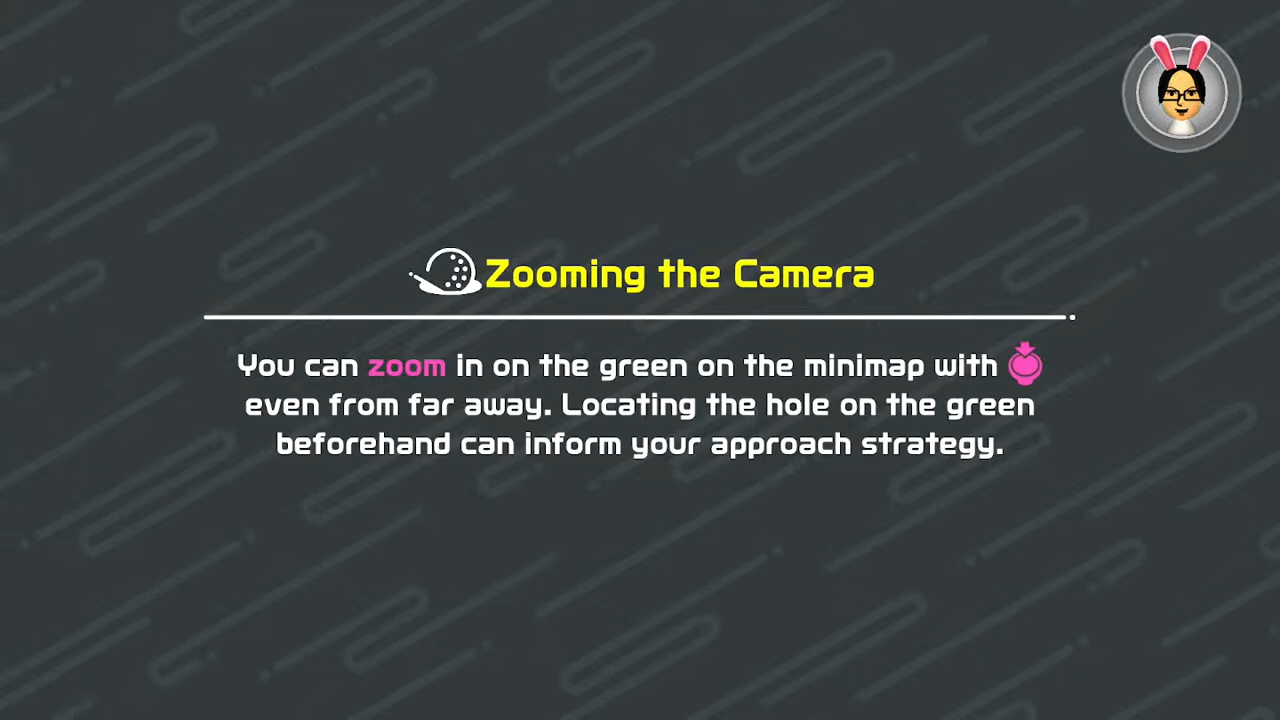 Zooming the Camera
You can zoom in on the green on the minimap with
even from far away. Locating the hole on the green
beforehand can inform your approach strategy.